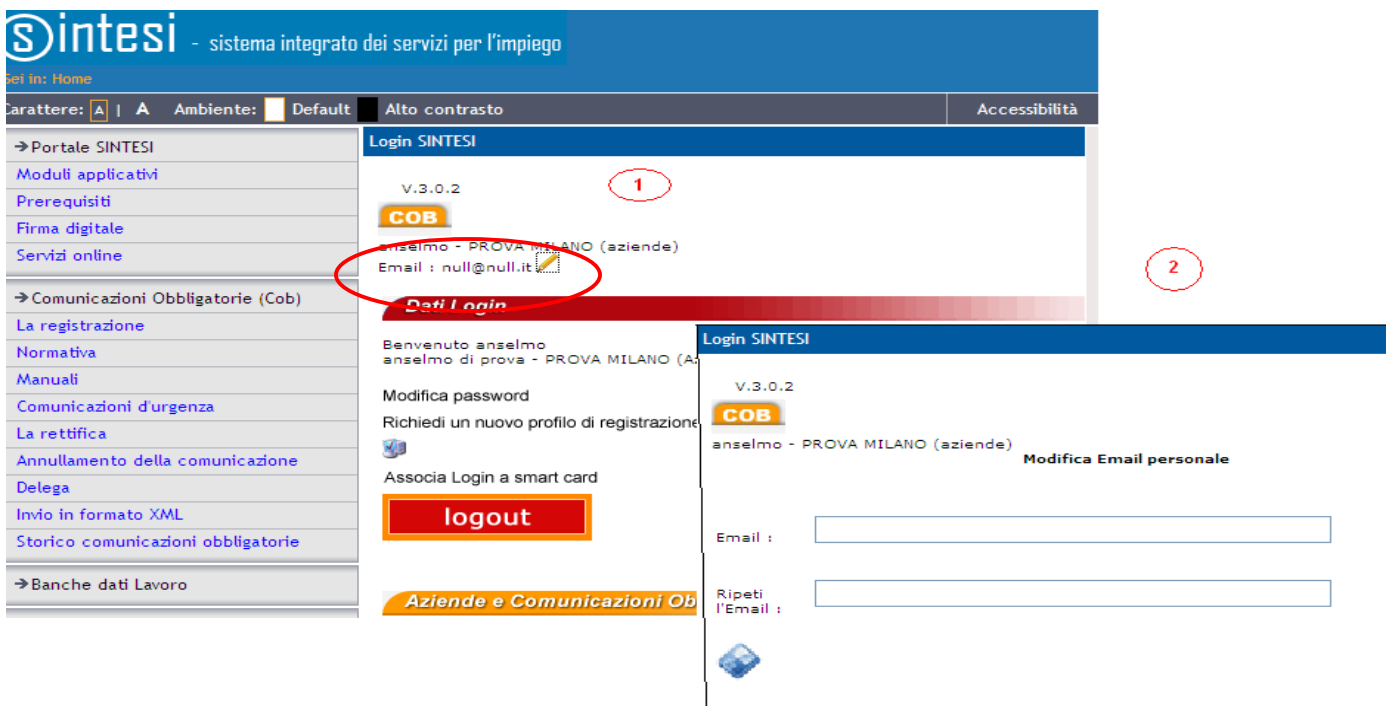 sintesi - sistema integrato dei servizi per l'impiego
Sei in: Home
Carattere: A | A Ambiente: Default Alto contrasto Accessibilità
→Portale SINTESI
Moduli applicativi
Prerequisiti
Firma digitale
Servizi online
→Comunicazioni Obbligatorie (Cob)
La registrazione
Normativa
Manuali
Comunicazioni d'urgenza
La rettifica
Annullamento della comunicazione
Delega
Invio in formato XML
Storico comunicazioni obbligatorie
→Banche dati Lavoro
Login SINTESI
1
V.3.0.2
COB
anselmo - PROVA MILANO (aziende)
Email : null@null.it
Dati Login
Benvenuto anselmo
anselmo di prova - PROVA MILANO (A
Modifica password
Richiedi un nuovo profilo di registrazione
Associa Login a smart card
logout
Aziende e Comunicazioni Ob
2
Login SINTESI
V.3.0.2
COB
anselmo - PROVA MILANO (aziende)
Modifica Email personale
Email :
Ripeti
l'Email :